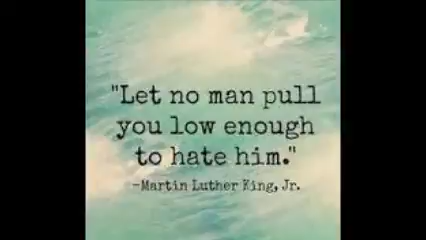 "Let no man pull
you low enough
to hate him."
-Martin Luther King, Jr.